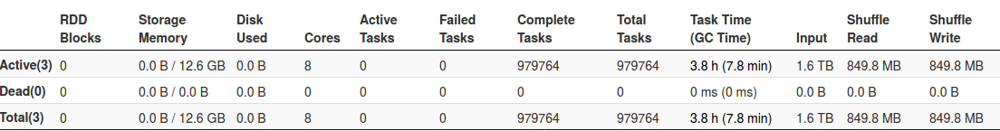 RDD Blocks Storage Memory Disk Used Cores Active Tasks Failed Tasks Complete Tasks Total Tasks Task Time (GC Time) Input Shuffle Read Shuffle Write
Active(3) 0 0.0 B / 12.6 GB 0.0 B 8 0 0 979764 979764 3.8 h (7.8 min) 1.6 TB 849.8 MB 849.8 MB
Dead(0) 0 0.0 B / 0.0 B 0.0 B 0 0 0 0 0 0 ms (0 ms) 0.0 B 0.0 B 0.0 B
Total(3) 0 0.0 B / 12.6 GB 0.0 B 8 0 0 979764 979764 3.8 h (7.8 min) 1.6 TB 849.8 MB 849.8 MB